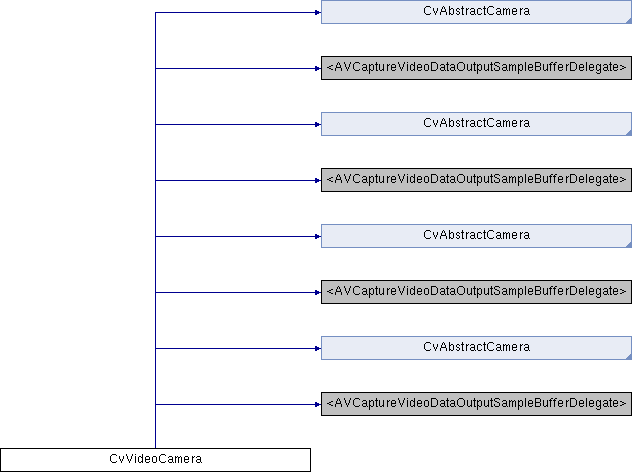 CvAbstractCamera
<AVCaptureVideoDataOutputSampleBufferDelegate>
CvAbstractCamera
<AVCaptureVideoDataOutputSampleBufferDelegate>
CvAbstractCamera
<AVCaptureVideoDataOutputSampleBufferDelegate>
CvAbstractCamera
<AVCaptureVideoDataOutputSampleBufferDelegate>
CvVideoCamera